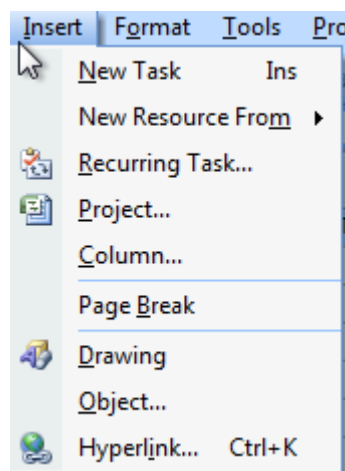 Insert Format Tools Pro
New Task Ins
New Resource From
Recurring Task...
Project...
Column...
Page Break
Drawing
Object...
Hyperlink... Ctrl+K